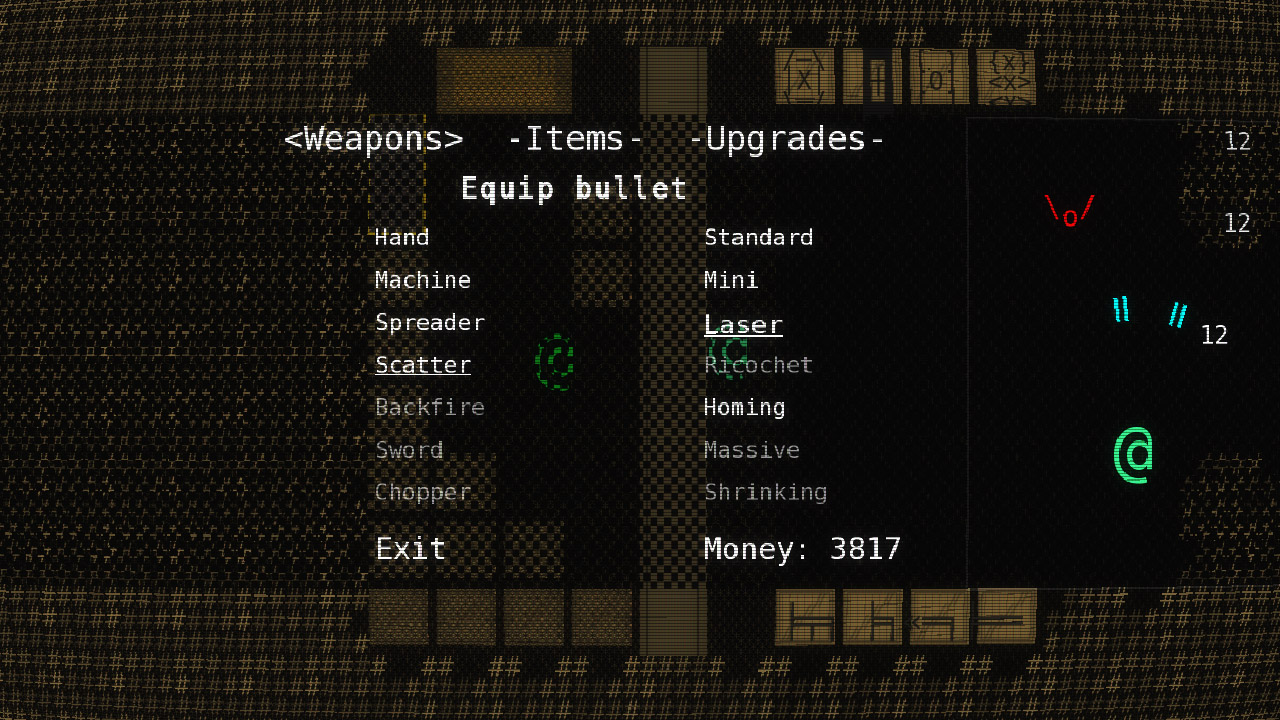 <Weapons> -Items- -Upgrades-
Equip bullet
Hand Standard
Machine Mini
Spreader Laser
Scatter Ricochet
Backfire Homing
Sword Massive
Chopper Shrinking
Exit Money: 3817
12
12
12
\o/
@